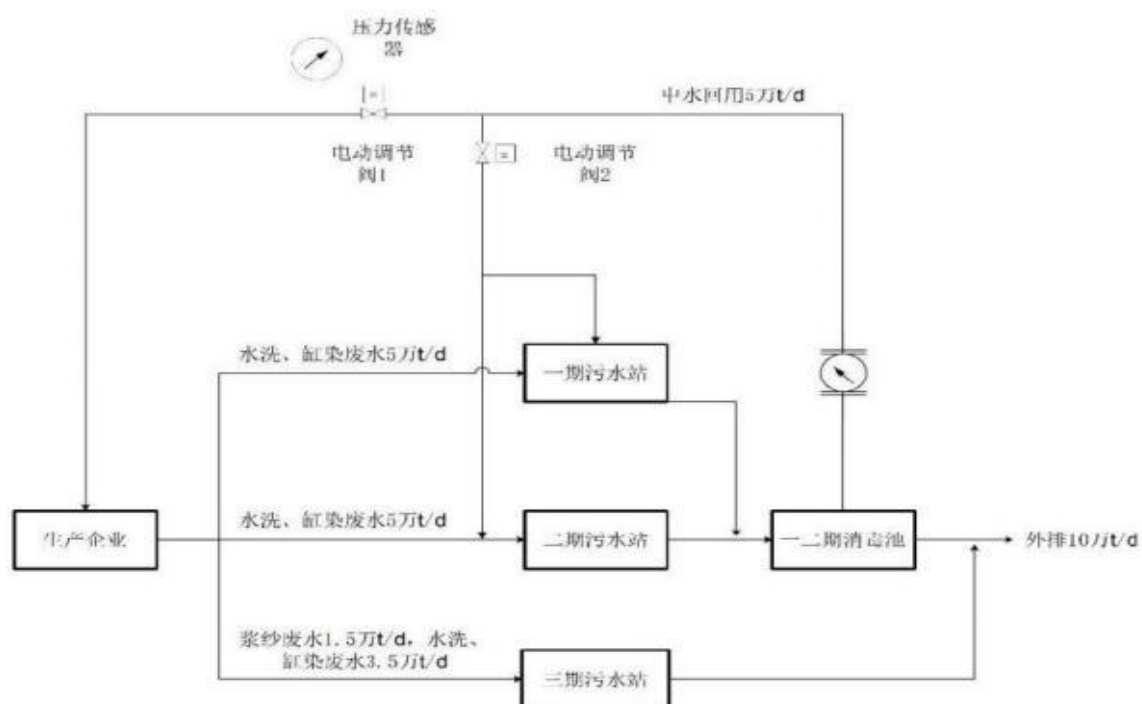 压力传感
器
中水回用5万t/d
电动调节
阀1
电动调节
阀2
水洗、缸染废水5万t/d
一期污水站
生产企业
水洗、缸染废水5万t/d
二期污水站
一二期消毒池
外排10万t/d
浆纱废水1.5万t/d，水洗、
缸染废水3.5万t/d
三期污水站